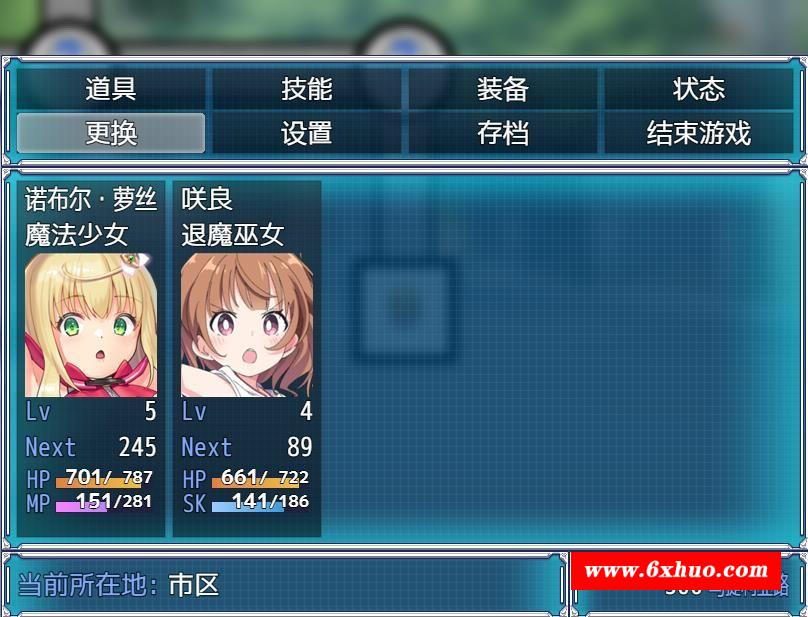 道具 技能 装备 状态
更换 设置 存档 结束游戏
诺布尔·萝丝 咲良
魔法少女 退魔巫女
Lv 5 Lv 4
Next 245 Next 89
HP 701/ 787 HP 661/ 722
MP 151/281 SK 141/186
当前所在地: 市区
www.6xhuo.com